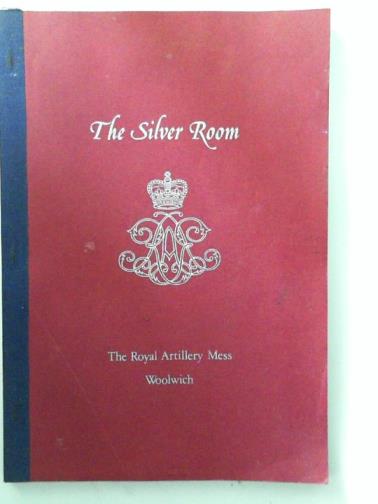 The Silver Room
The Royal Artillery Mess
Woolwich